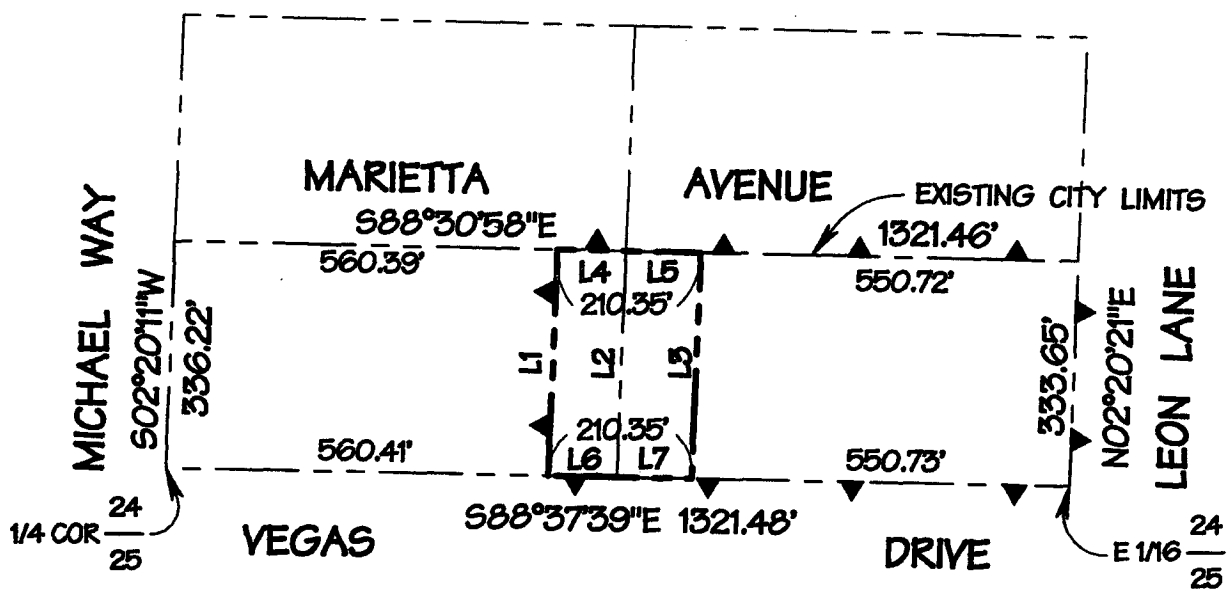 MARIETTA AVENUE
EXISTING CITY LIMITS
S88°30'58"E
1321.46'
560.39'
L4 L5
210.35'
550.72'
MICHAEL WAY
S02°20'11"W
336.22'
L1
L2
L3
333.65'
N02°20'21"E
LEON LANE
560.41'
210.35'
L6 L7
550.73'
S88°37'39"E 1321.48'
1/4 COR 24
25
VEGAS DRIVE
E 1/16 24
25